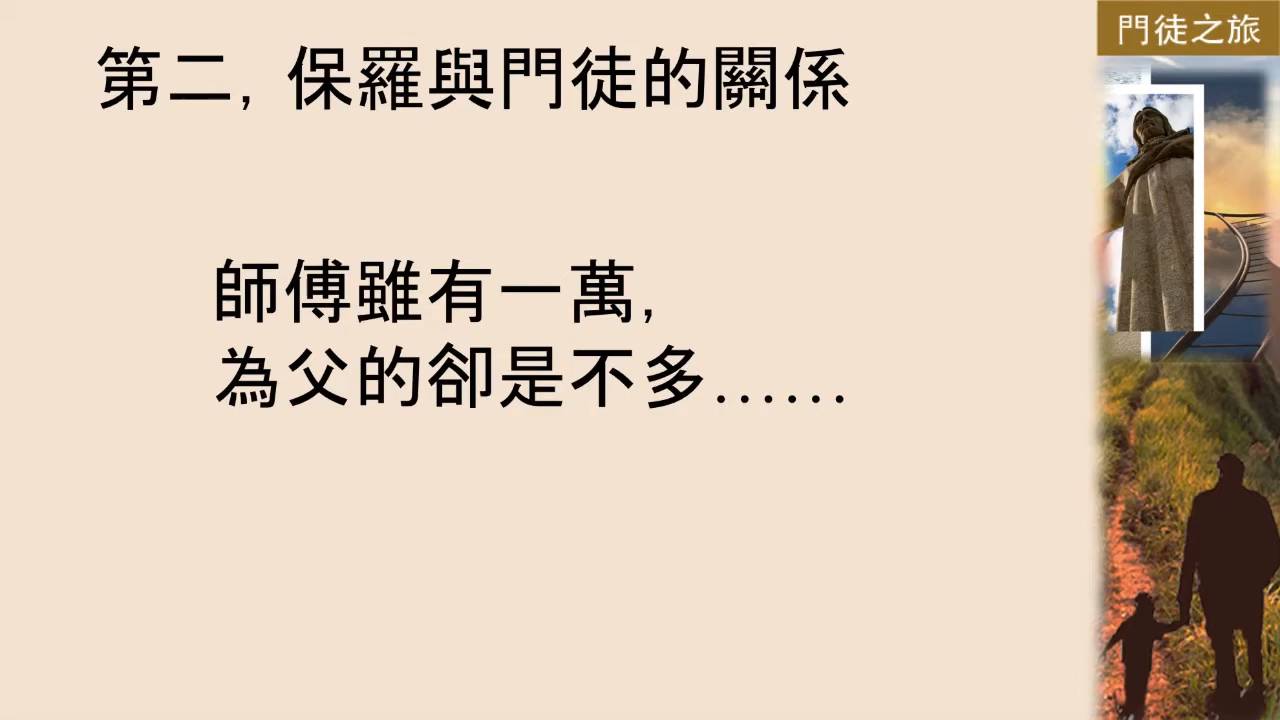 門徒之旅
第二, 保羅與門徒的關係
師傅雖有一萬,
為父的卻是不多......